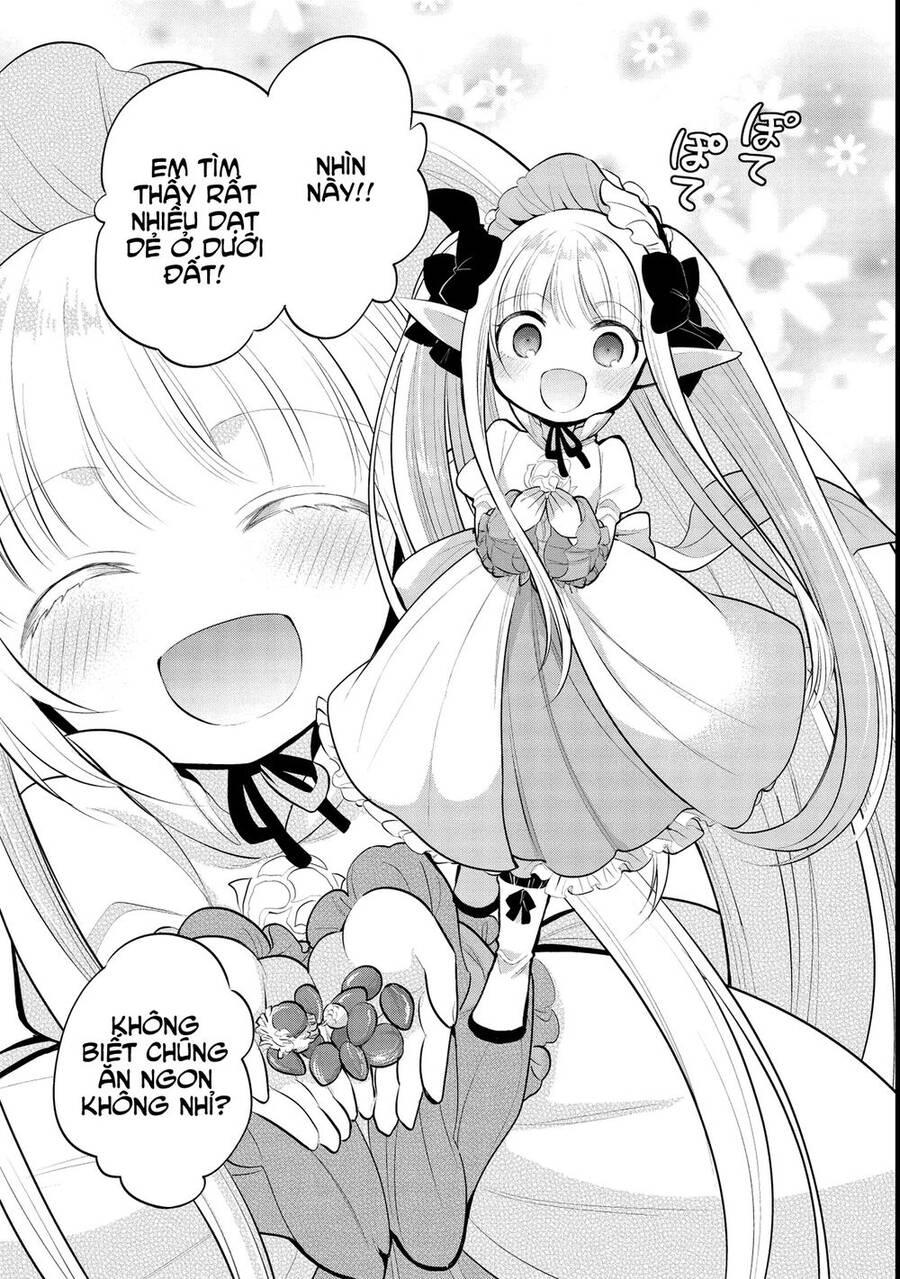 NHÌN
NÀY!!
EM TÌM
THẤY RẤT
NHIỀU DẠT
DẺ Ở DƯỚI
ĐẤT!
ぽて
ぽて
KHÔNG
BIẾT CHÚNG
ĂN NGON
KHÔNG NHỈ?